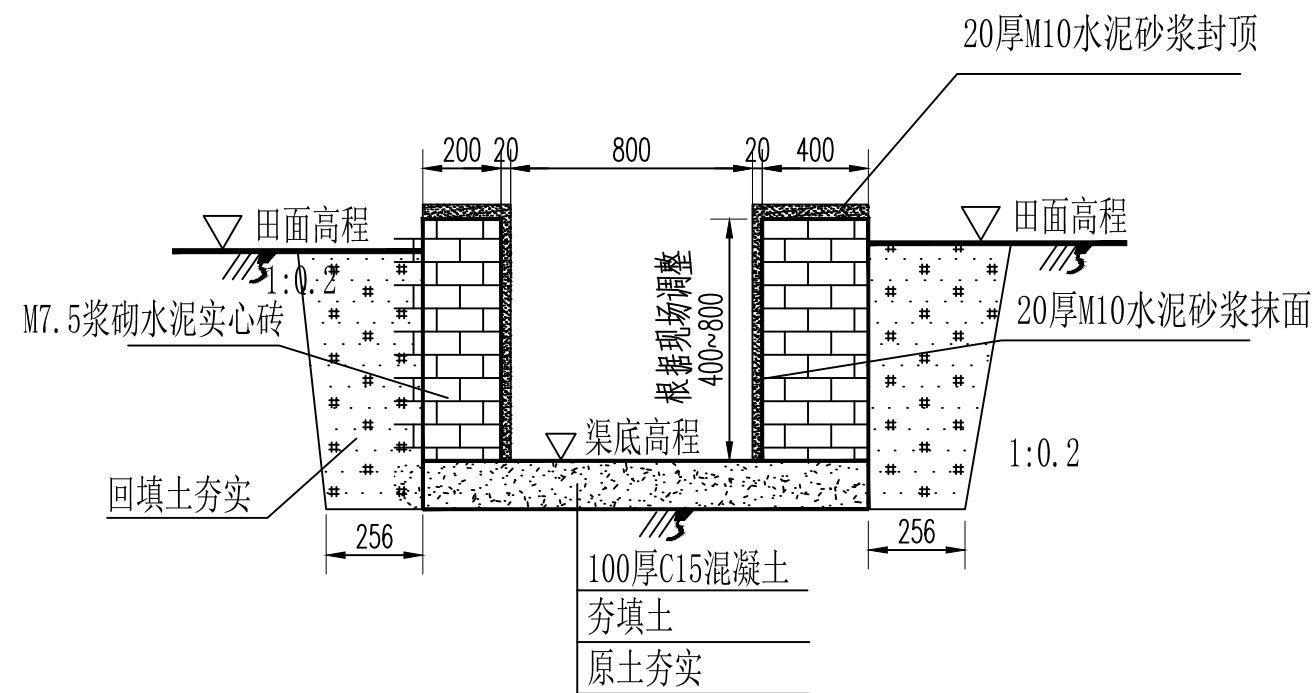 20厚M10水泥砂浆封顶
200 20 800 20 400
田面高程
田面高程
1:0.2
M7.5浆砌水泥实心砖
根据现场调整
400~800
20厚M10水泥砂浆抹面
渠底高程
1:0.2
回填土夯实
256
256
100厚C15混凝土
夯填土
原土夯实